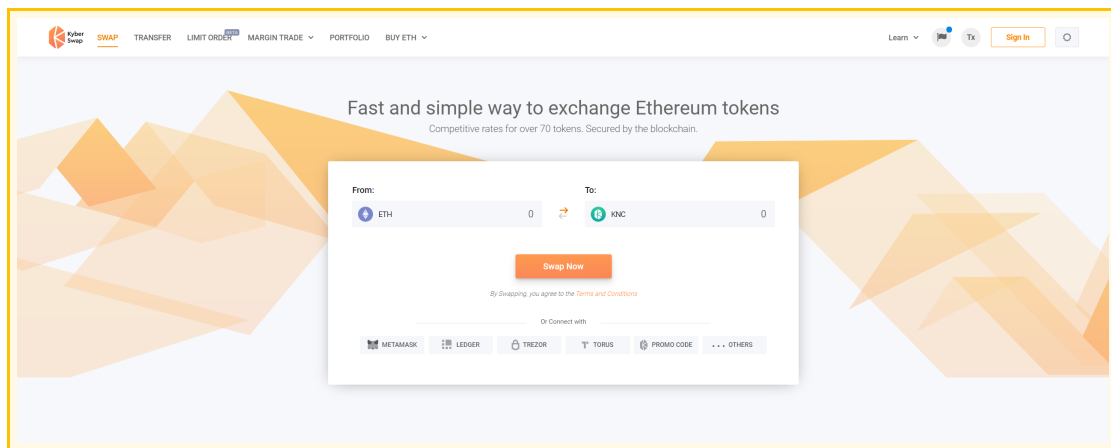 Kyber
Swap
SWAP
TRANSFER
LIMIT ORDER
BETA
MARGIN TRADE
PORTFOLIO
BUY ETH
Learn
Tx
Sign In
Fast and simple way to exchange Ethereum tokens
Competitive rates for over 70 tokens. Secured by the blockchain.
From:
To:
ETH 0
KNC 0
Swap Now
By Swapping, you agree to the Terms and Conditions
Or Connect with
METAMASK
LEDGER
TREZOR
TORUS
PROMO CODE
OTHERS